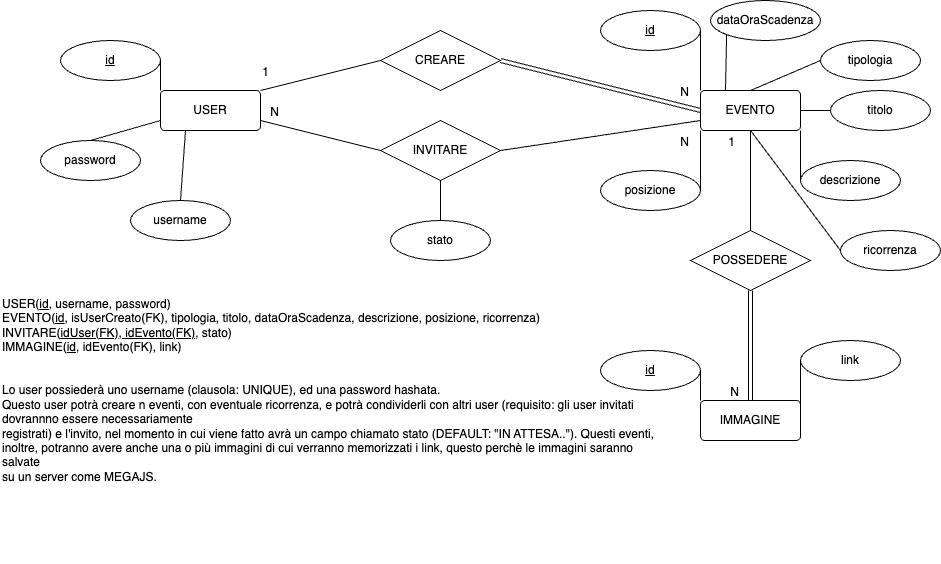 dataOraScadenza
id
CREARE
tipologia
id
1
N
USER
EVENTO
titolo
N
password
INVITARE
N
1
posizione
descrizione
username
stato
ricorrenza
POSSEDERE
USER(id, username, password)
EVENTO(id, isUserCreato(FK), tipologia, titolo, dataOraScadenza, descrizione, posizione, ricorrenza)
INVITARE(idUser(FK), idEvento(FK), stato)
IMMAGINE(id, idEvento(FK), link)
id
link
N
IMMAGINE
Lo user possiederà uno username (clausola: UNIQUE), ed una password hashata.
Questo user potrà creare n eventi, con eventuale ricorrenza, e potrà condividerli con altri user (requisito: gli user invitati
dovrannno essere necessariamente
registrati) e l'invito, nel momento in cui viene fatto avrà un campo chiamato stato (DEFAULT: "IN ATTESA.."). Questi eventi,
inoltre, potranno avere anche una o più immagini di cui verranno memorizzati i link, questo perchè le immagini saranno
salvate
su un server come MEGAJS.